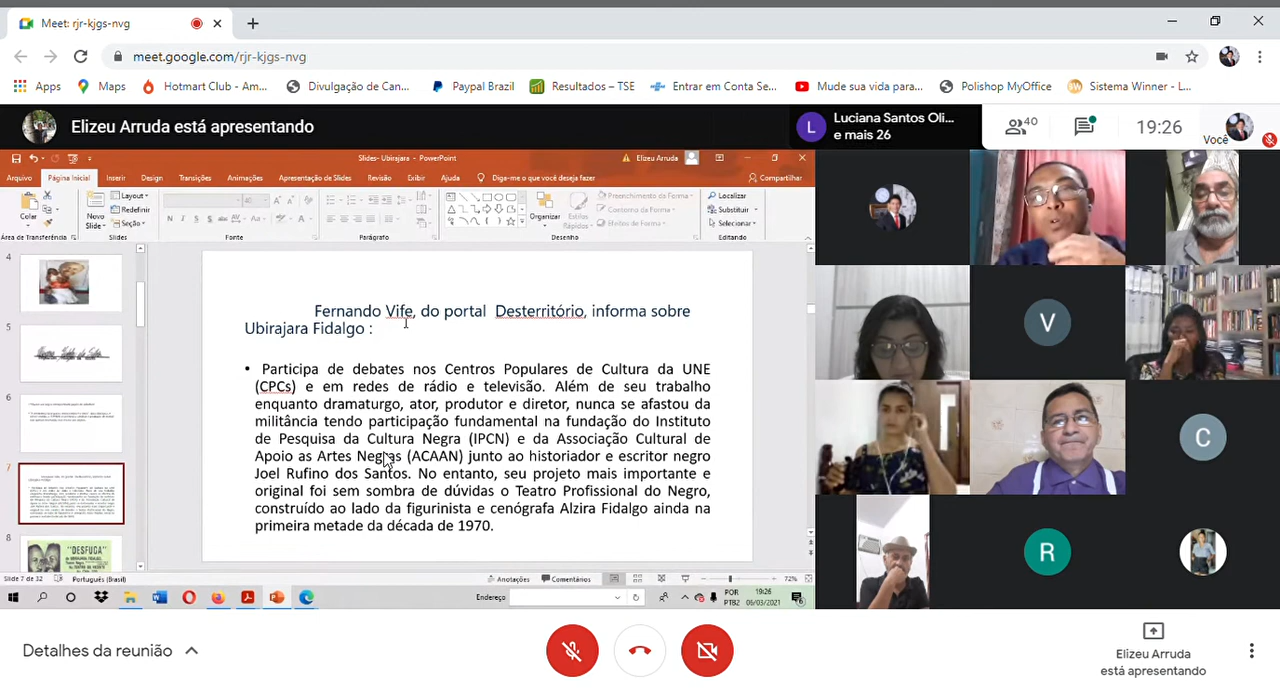 Meet: rjr-kjgs-nvg
meet.google.com/rjr-kjgs-nvg
Apps Maps Hotmart Club - Am... Divulgação de Can... Paypal Brazil Resultados – TSE Entrar em Conta Se... Mude sua vida para... Polishop MyOffice Sistema Winner - L...
Elizeu Arruda está apresentando
L Luciana Santos Oli...
e mais 26
40
19:26
Você
Slides- Ubirajara - PowerPoint
Elizeu Arruda
Arquivo Página Inicial Inserir Design Transições Animações Apresentação de Slides Revisão Exibir Ajuda Diga-me o que você deseja fazer Compartilhar
Colar
Novo
Slide
Layout
Redefinir
Seção
Organizar
Estilos
Rápidos
Preenchimento da Forma
Contorno da Forma
Efeitos de Forma
Localizar
Substituir
Selecionar
Área de Transferência Slides Fonte Parágrafo Desenho Editando
4
5
6
7
8
"DESFUGA"
Fernando Vife, do portal Desterritório, informa sobre
Ubirajara Fidalgo :
• Participa de debates nos Centros Populares de Cultura da UNE
(CPCs) e em redes de rádio e televisão. Além de seu trabalho
enquanto dramaturgo, ator, produtor e diretor, nunca se afastou da
militância tendo participação fundamental na fundação do Instituto
de Pesquisa da Cultura Negra (IPCN) e da Associação Cultural de
Apoio as Artes Negras (ACAAN) junto ao historiador e escritor negro
Joel Rufino dos Santos. No entanto, seu projeto mais importante e
original foi sem sombra de dúvidas o Teatro Profissional do Negro,
construído ao lado da figurinista e cenógrafa Alzira Fidalgo ainda na
primeira metade da década de 1970.
Slide 7 de 32 Português (Brasil) Anotações Comentários 72%
Endereço
POR
PTB2
19:26
06/03/2021
V
C
R
Detalhes da reunião
Elizeu Arruda
está apresentando